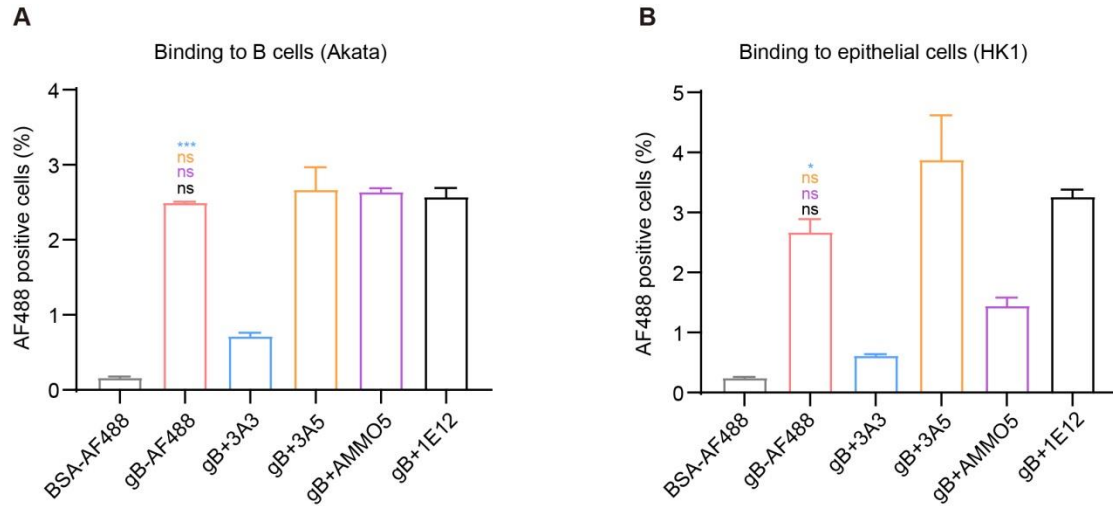 A
Binding to B cells (Akata)
AF488 positive cells (%)
4
3
2
1
0
***
ns
ns
ns
BSA-AF488
gB-AF488
gB+3A3
gB+3A5
gB+AMMO5
gB+1E12
B
Binding to epithelial cells (HK1)
AF488 positive cells (%)
5
4
3
2
1
0
*
ns
ns
ns
BSA-AF488
gB-AF488
gB+3A3
gB+3A5
gB+AMMO5
gB+1E12